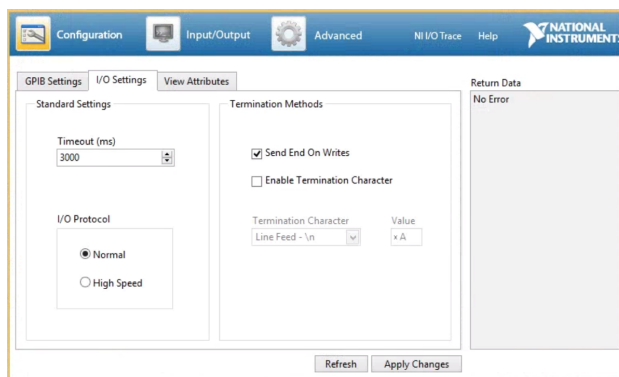 Configuration Input/Output Advanced NI I/O Trace Help NATIONAL INSTRUMENTS
GPIB Settings I/O Settings View Attributes
Return Data
Standard Settings Termination Methods
No Error
Timeout (ms)
3000
Send End On Writes
Enable Termination Character
I/O Protocol
Termination Character Value
Line Feed - \n x A
Normal
High Speed
Refresh Apply Changes